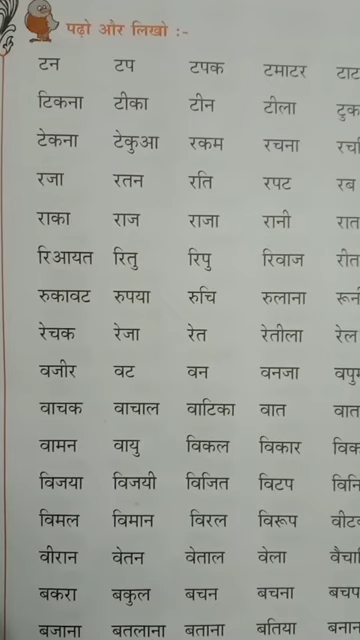 पढ़ो और लिखो :-
टन टप टपक टमाटर टाट
टिकना टीका टीन टीला
टेकना टेकुआ रकम रचना
रजा रतन रति रपट रब
राका राज राजा रानी रात
रिआयत रितु रिपु रिवाज रीत
रुकावट रुपया रुचि रुलाना
रेचक रेजा रेत रेतीला रेल
वजीर वट वन वनजा
वाचक वाचाल वाटिका वात
वामन वायु विकल विकार
विजया विजयी विजित विटप
विमल विमान विरल विरूप
वीरान वेतन वेताल वेला
बकरा बकुल बचन बचना
बजाना बतलाना बताना बतिया